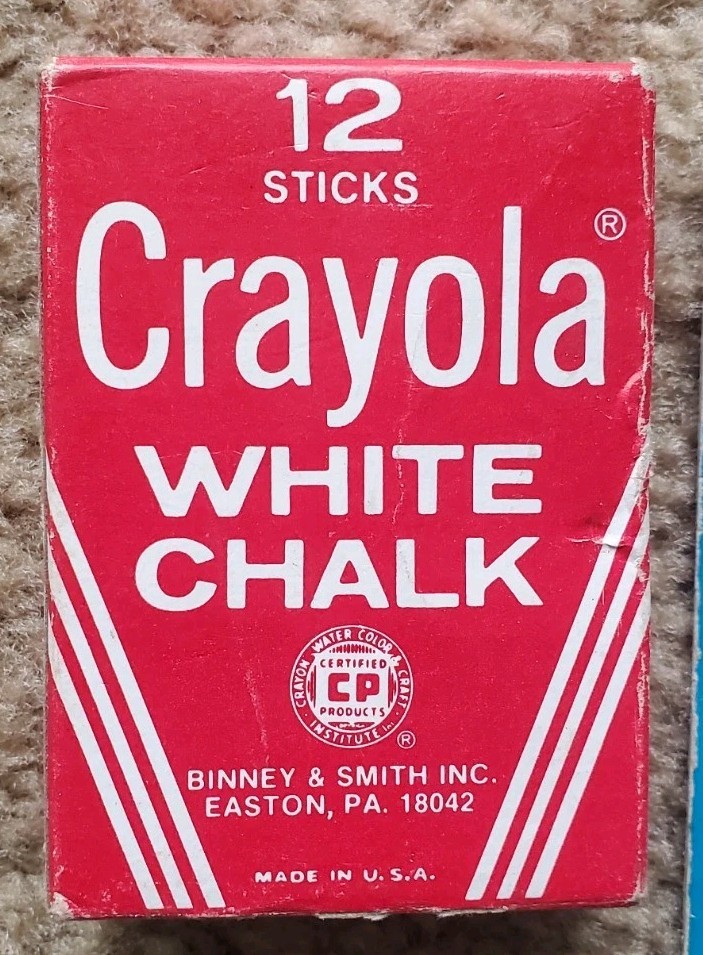 12
STICKS
Crayola®
WHITE
CHALK
CRAYON WATER COLOR & CRAFT
INSTITUTE Inc.
CERTIFIED
CP
PRODUCTS
®
BINNEY & SMITH INC.
EASTON, PA. 18042
MADE IN U.S.A.